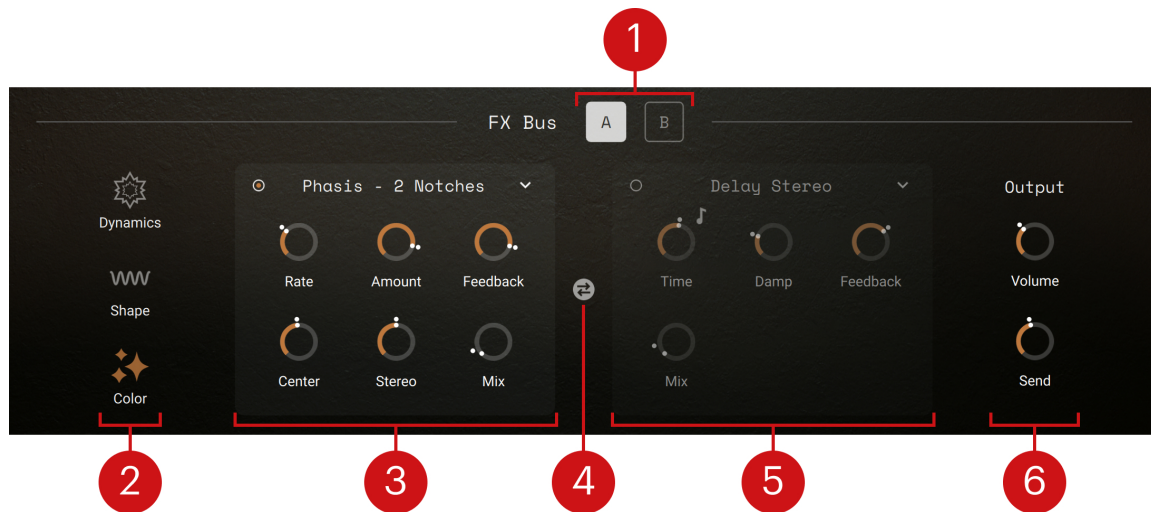 1
FX Bus A B
Phasis - 2 Notches
Delay Stereo
Output
Dynamics
Rate Amount Feedback
Time Damp Feedback
Volume
Shape
Center Stereo Mix
Mix
Send
Color
2 3 4 5 6